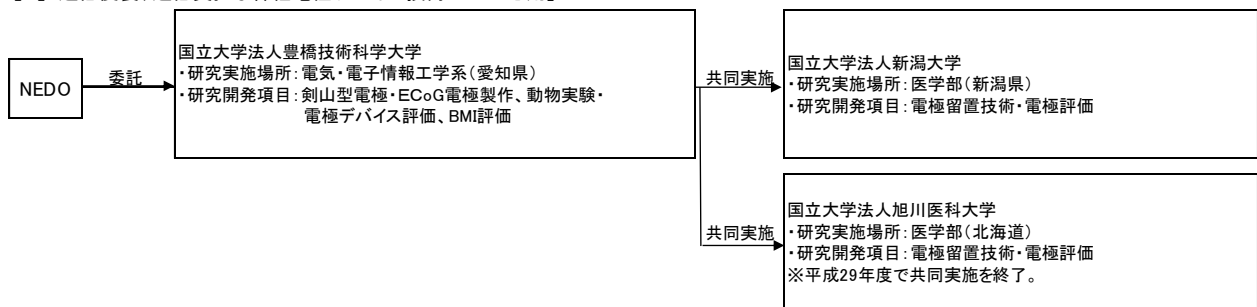 NEDO
委託
国立大学法人豊橋技術科学大学
・研究実施場所：電気・電子情報工学系（愛知県）
・研究開発項目：剣山型電極・ECoG電極製作、動物実験・
電極デバイス評価、BMI評価
共同実施
国立大学法人新潟大学
・研究実施場所：医学部（新潟県）
・研究開発項目：電極留置技術・電極評価
共同実施
国立大学法人旭川医科大学
・研究実施場所：医学部（北海道）
・研究開発項目：電極留置技術・電極評価
※平成29年度で共同実施を終了。